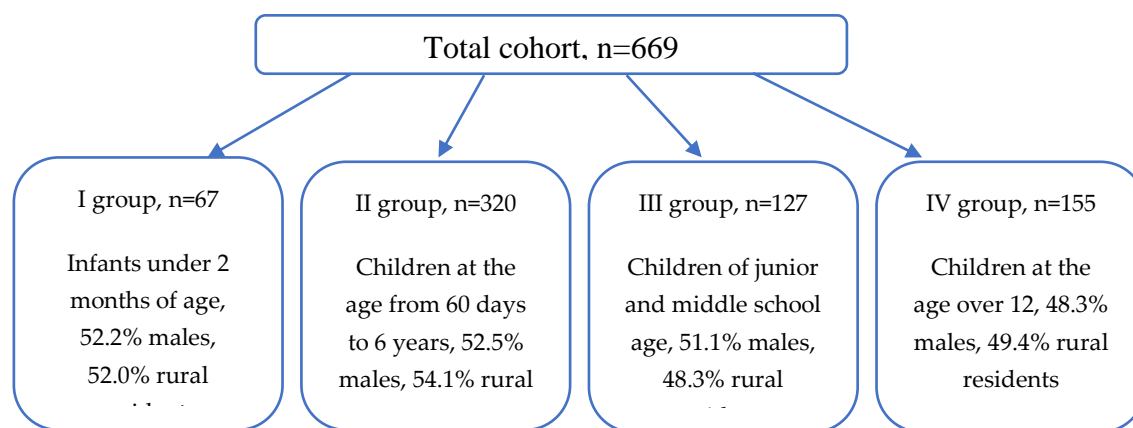 Total cohort, n=669
I group, n=67
Infants under 2
months of age,
52.2% males,
52.0% rural
II group, n=320
Children at the
age from 60 days
to 6 years, 52.5%
males, 54.1% rural
III group, n=127
Children of junior
and middle school
age, 51.1% males,
48.3% rural
IV group, n=155
Children at the
age over 12, 48.3%
males, 49.4% rural
residents